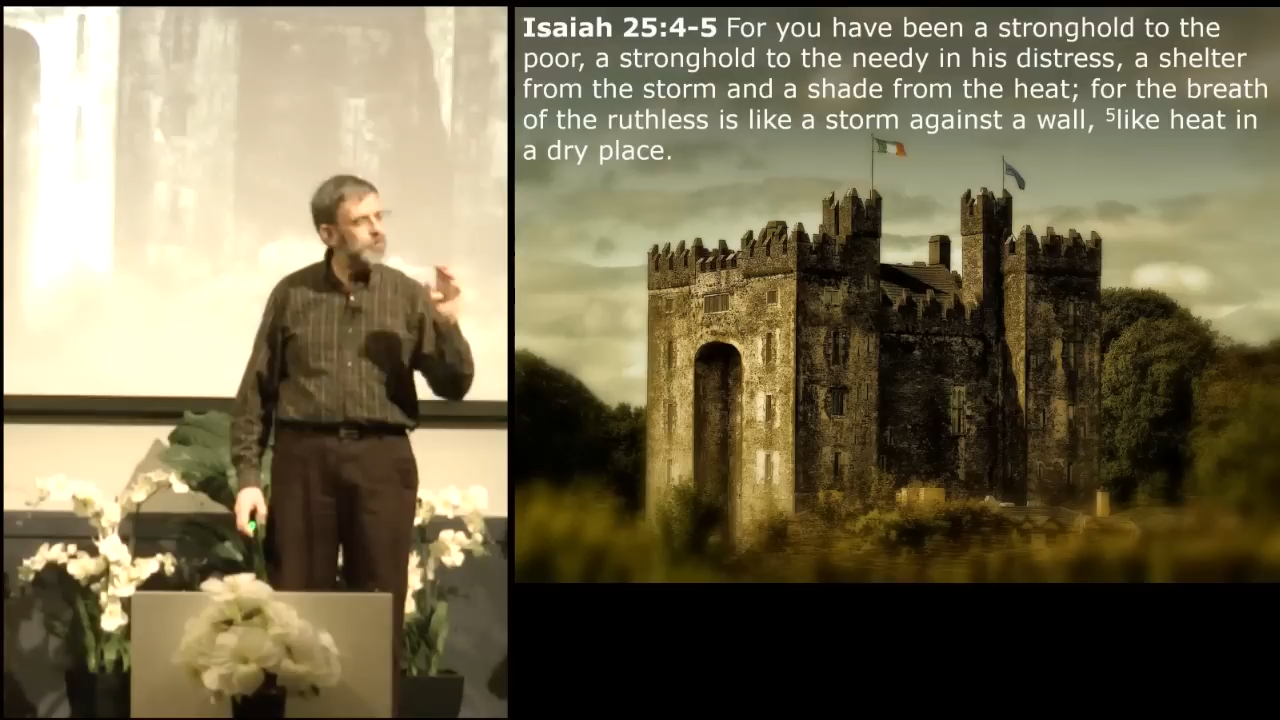 Isaiah 25:4-5 For you have been a stronghold to the
poor, a stronghold to the needy in his distress, a shelter
from the storm and a shade from the heat; for the breath
of the ruthless is like a storm against a wall, ⁵like heat in
a dry place.